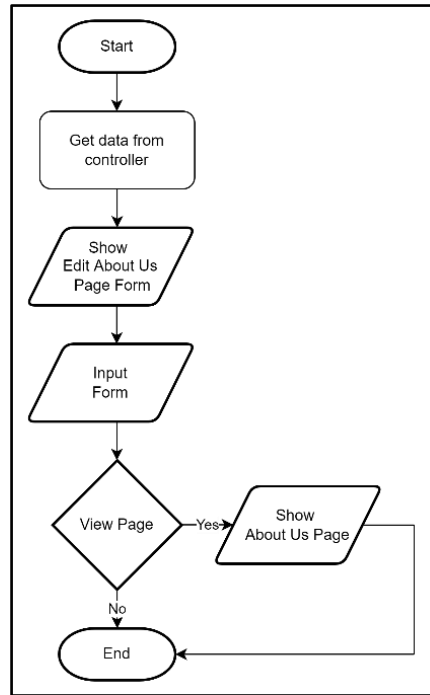 Start
Get data from
controller
Show
Edit About Us
Page Form
Input
Form
View Page
Yes
Show
About Us Page
No
End